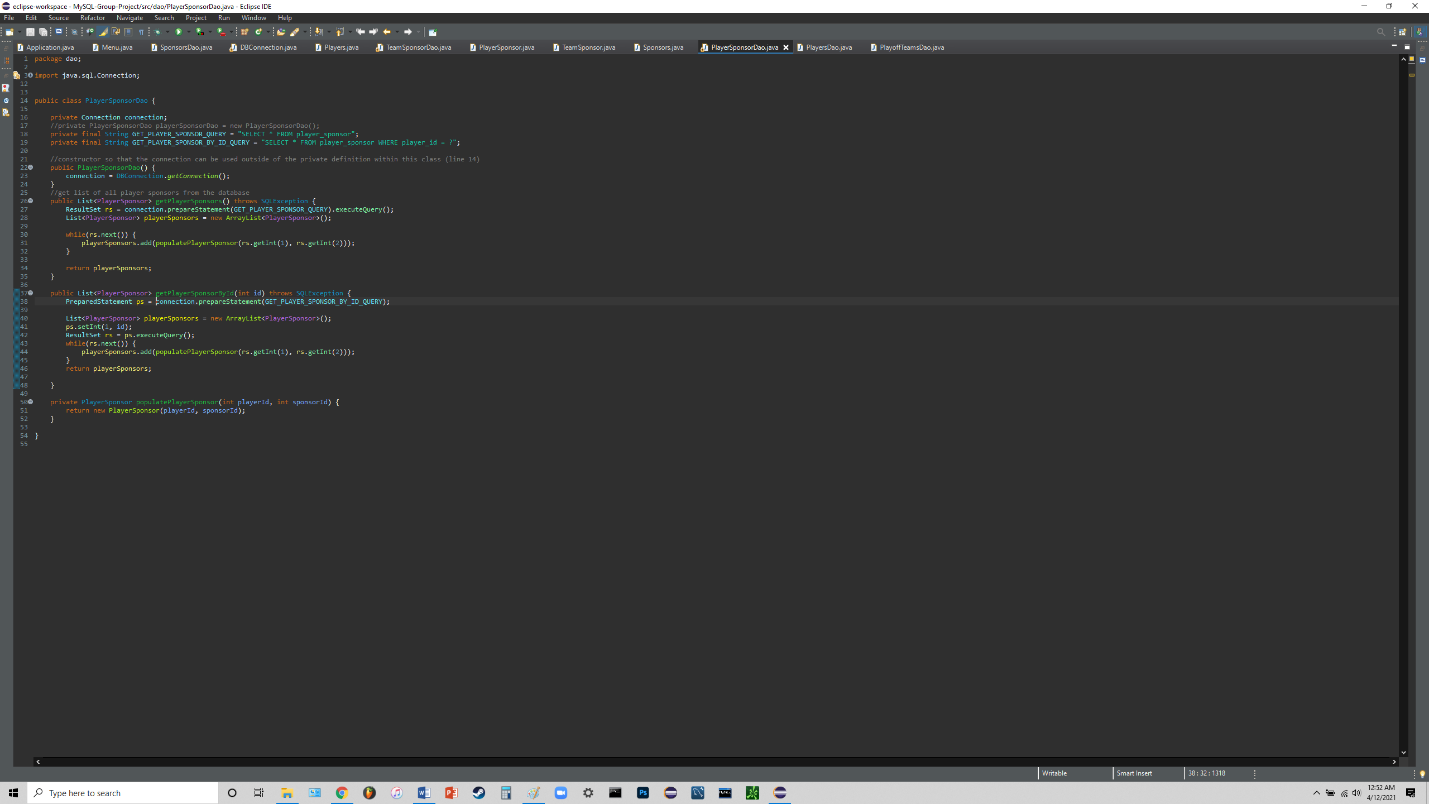 eclipse-workspace - MySQL-Group-Project/src/dao/PlayerSponsorDao.java - Eclipse IDE
File Edit Source Refactor Navigate Search Project Run Window Help
Application.java Menu.java SponsorsDao.java DBConnection.java Players.java TeamSponsorDao.java PlayerSponsor.java TeamSponsor.java Sponsors.java PlayerSponsorDao.java PlayersDao.java PlayoffTeamsDao.java
1 package dao;
2
3 import java.sql.Connection;
12
13
14 public class PlayerSponsorDao {
15
16 private Connection connection;
17 //private PlayerSponsorDao playerSponsorDao = new PlayerSponsorDao();
18 private final String GET_PLAYER_SPONSOR_QUERY = "SELECT * FROM player_sponsor";
19 private final String GET_PLAYER_SPONSOR_BY_ID_QUERY = "SELECT * FROM player_sponsor WHERE player_id = ?";
20
21 //constructor so that the connection can be used outside of the private definition within this class (line 14)
22 public PlayerSponsorDao() {
23 connection = DBConnection.getConnection();
24 }
25 //get list of all player sponsors from the database
26 public List<PlayerSponsor> getPlayerSponsors() throws SQLException {
27 ResultSet rs = connection.prepareStatement(GET_PLAYER_SPONSOR_QUERY).executeQuery();
28 List<PlayerSponsor> playerSponsors = new ArrayList<PlayerSponsor>();
29
30 while(rs.next()) {
31 playerSponsors.add(populatePlayerSponsor(rs.getInt(1), rs.getInt(2)));
32 }
33
34 return playerSponsors;
35 }
36
37 public List<PlayerSponsor> getPlayerSponsorById(int id) throws SQLException {
38 PreparedStatement ps = connection.prepareStatement(GET_PLAYER_SPONSOR_BY_ID_QUERY);
39
40 List<PlayerSponsor> playerSponsors = new ArrayList<PlayerSponsor>();
41 ps.setInt(1, id);
42 ResultSet rs = ps.executeQuery();
43 while(rs.next()) {
44 playerSponsors.add(populatePlayerSponsor(rs.getInt(1), rs.getInt(2)));
45 }
46 return playerSponsors;
47
48 }
49
50 private PlayerSponsor populatePlayerSponsor(int playerId, int sponsorId) {
51 return new PlayerSponsor(playerId, sponsorId);
52 }
53
54 }
55
Writable Smart Insert 38 : 32 : 1318
Type here to search
12:52 AM
4/12/2021